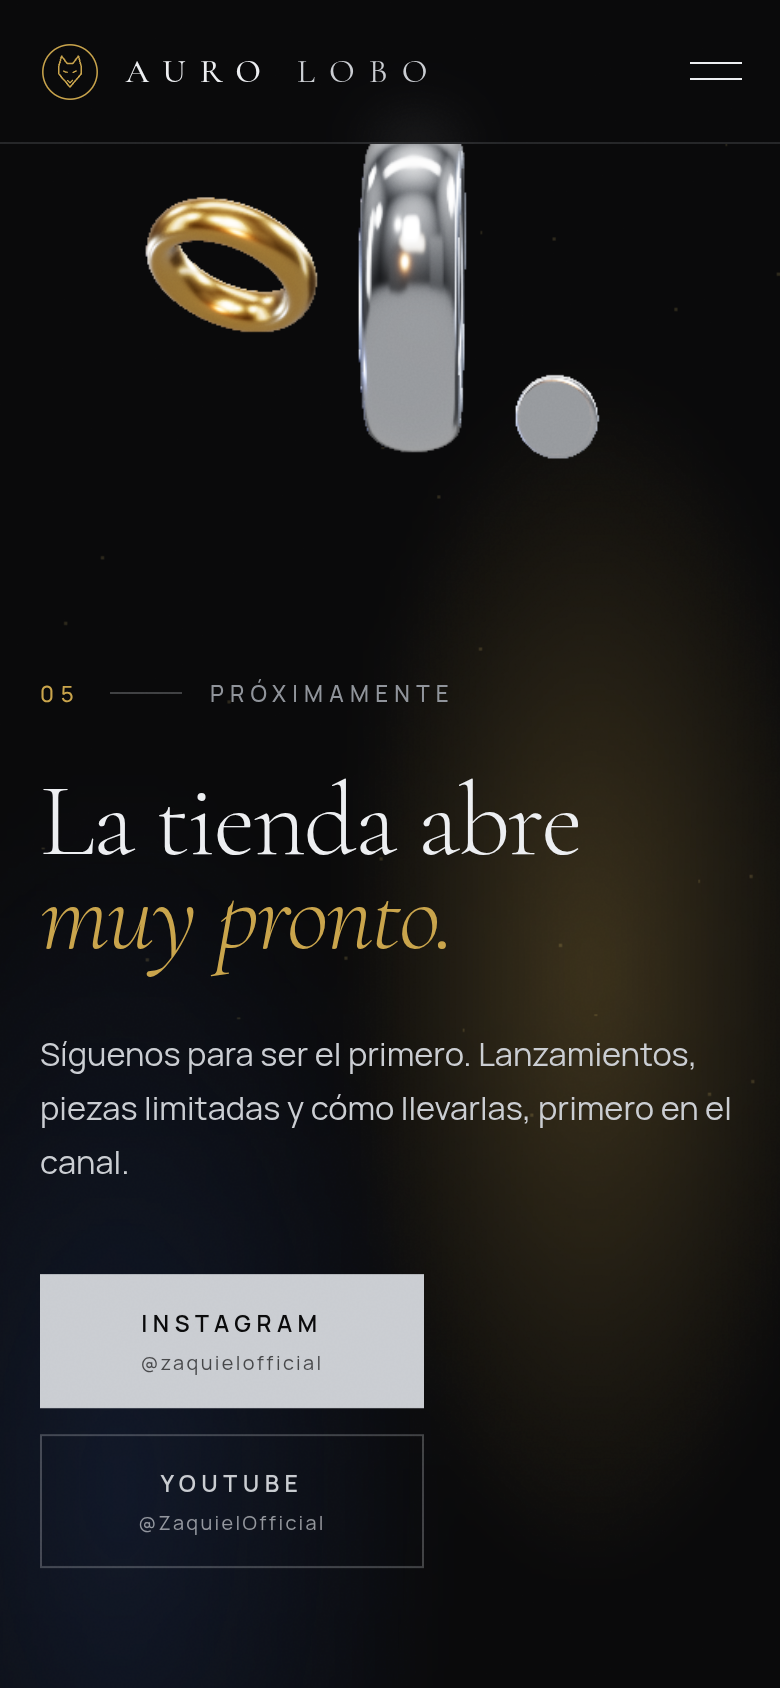 AURO LOBO
05 PRÓXIMAMENTE
La tienda abre
muy pronto.
Síguenos para ser el primero. Lanzamientos,
piezas limitadas y cómo llevarlas, primero en el
canal.
INSTAGRAM
@zaquielofficial
YOUTUBE
@ZaquielOfficial